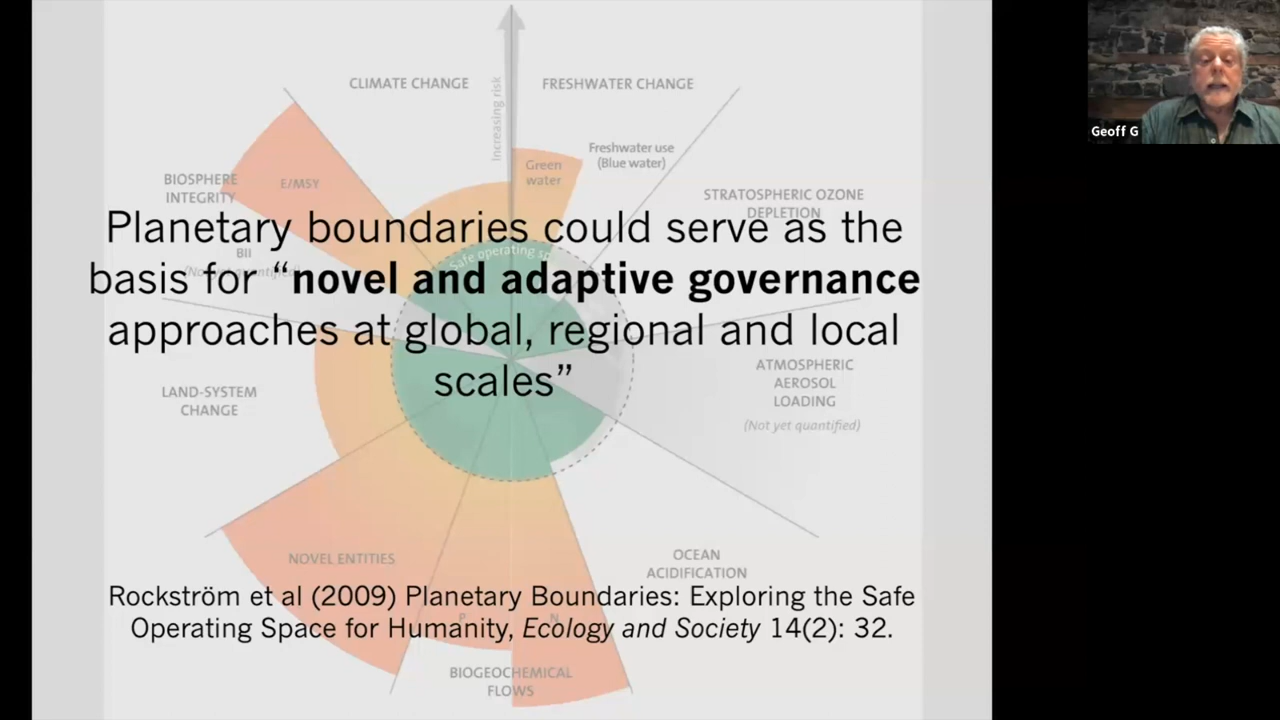 CLIMATE CHANGE
FRESHWATER CHANGE
Increasing risk
Green
water
Freshwater use
(Blue water)
BIOSPHERE
INTEGRITY
E/MSY
STRATOSPHERIC OZONE
DEPLETION
Planetary boundaries could serve as the
BII
Safe operating
basis for “novel and adaptive governance
approaches at global, regional and local
scales”
LAND-SYSTEM
CHANGE
ATMOSPHERIC
AEROSOL
LOADING
(Not yet quantified)
NOVEL ENTITIES
OCEAN
ACIDIFICATION
Rockström et al (2009) Planetary Boundaries: Exploring the Safe
Operating Space for Humanity, Ecology and Society 14(2): 32.
BIOGEOCHEMICAL
FLOWS
Geoff G